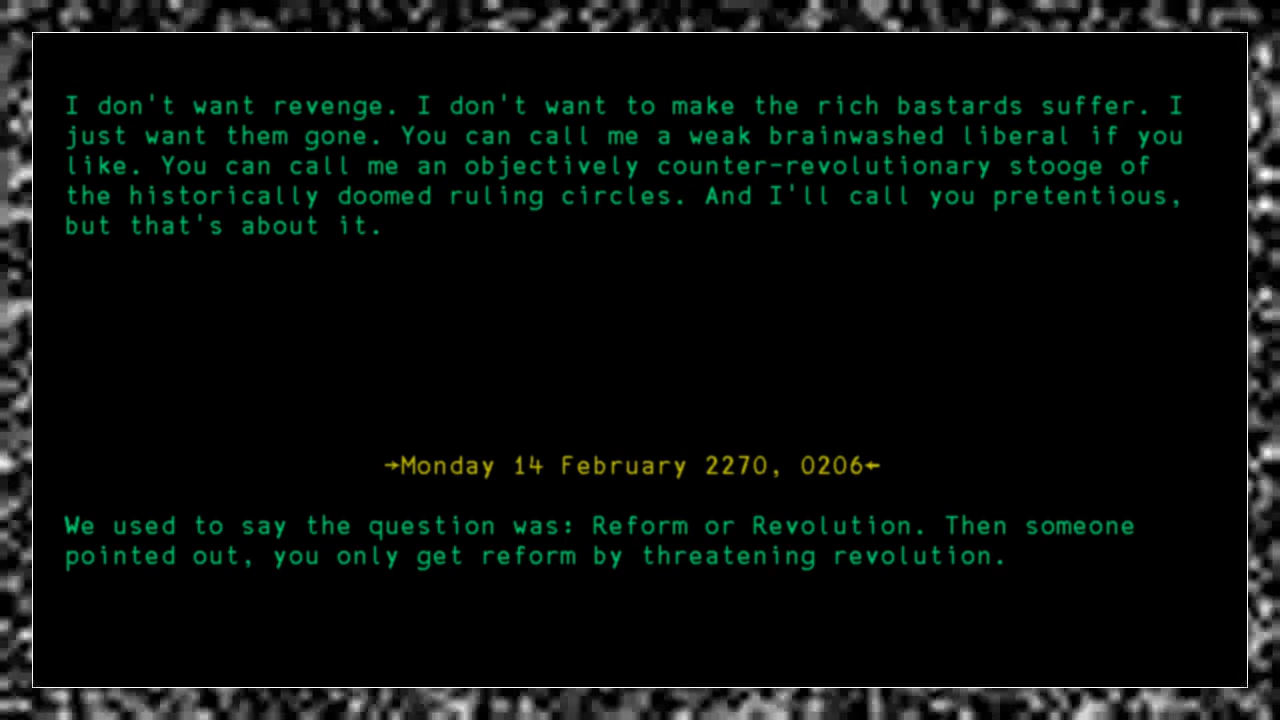 I don't want revenge. I don't want to make the rich bastards suffer. I
just want them gone. You can call me a weak brainwashed liberal if you
like. You can call me an objectively counter-revolutionary stooge of
the historically doomed ruling circles. And I'll call you pretentious,
but that's about it.
→Monday 14 February 2270, 0206←
We used to say the question was: Reform or Revolution. Then someone
pointed out, you only get reform by threatening revolution.